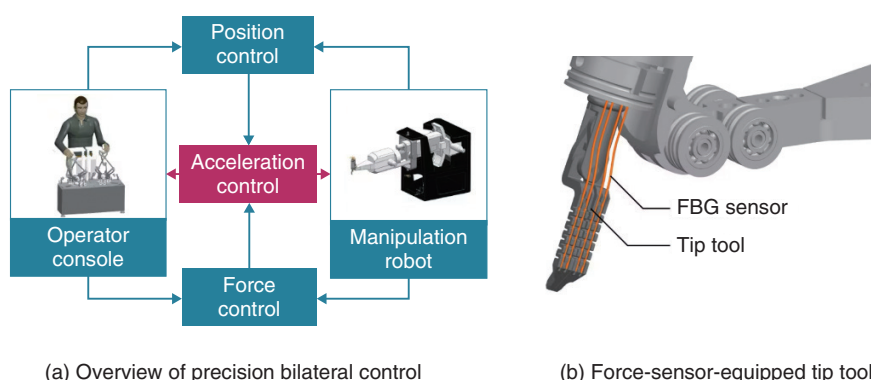 Position
control
Acceleration
control
Operator
console
Manipulation
robot
Force
control
(a) Overview of precision bilateral control
FBG sensor
Tip tool
(b) Force-sensor-equipped tip tool